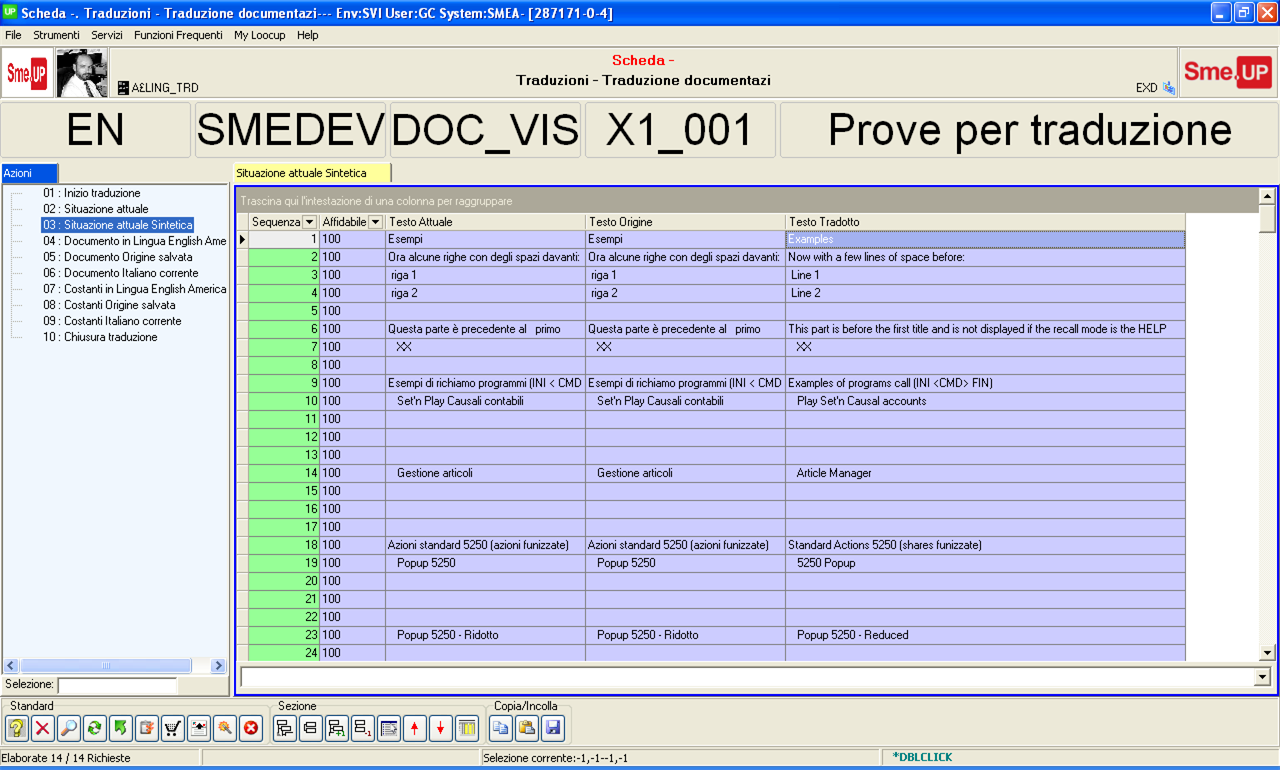 UP Scheda -. Traduzioni - Traduzione documentazi--- Env:SVI User:GC System:SMEA- [287171-0-4]
File Strumenti Servizi Funzioni Frequenti My Loocup Help
Sme.UP
Scheda -
Traduzioni - Traduzione documentazi
A£LING_TRD
EXD
Sme.UP
EN SMEDEV DOC_VIS X1_001 Prove per traduzione
Azioni
01 : Inizio traduzione
02 : Situazione attuale
03 : Situazione attuale Sintetica
04 : Documento in Lingua English Ame
05 : Documento Origine salvata
06 : Documento Italiano corrente
07 : Costanti in Lingua English America
08 : Costanti Origine salvata
09 : Costanti Italiano corrente
10 : Chiusura traduzione
Selezione:
Situazione attuale Sintetica
Trascina qui l'intestazione di una colonna per raggruppare
Sequenza Affidabile Testo Attuale Testo Origine Testo Tradotto
1 100 Esempi Esempi Examples
2 100 Ora alcune righe con degli spazi davanti: Ora alcune righe con degli spazi davanti: Now with a few lines of space before:
3 100 riga 1 riga 1 Line 1
4 100 riga 2 riga 2 Line 2
5 100
6 100 Questa parte è precedente al primo Questa parte è precedente al primo This part is before the first title and is not displayed if the recall mode is the HELP
7 100 XX XX XX
8 100
9 100 Esempi di richiamo programmi (INI < CMD Esempi di richiamo programmi (INI < CMD Examples of programs call (INI <CMD> FIN)
10 100 Set'n Play Causali contabili Set'n Play Causali contabili Play Set'n Causal accounts
11 100
12 100
13 100
14 100 Gestione articoli Gestione articoli Article Manager
15 100
16 100
17 100
18 100 Azioni standard 5250 (azioni funizzate) Azioni standard 5250 (azioni funizzate) Standard Actions 5250 (shares funizzate)
19 100 Popup 5250 Popup 5250 5250 Popup
20 100
21 100
22 100
23 100 Popup 5250 - Ridotto Popup 5250 - Ridotto Popup 5250 - Reduced
24 100
Standard Sezione Copia/Incolla
Elaborate 14 / 14 Richieste Selezione corrente:-1,-1--1,-1 *DBLCLICK